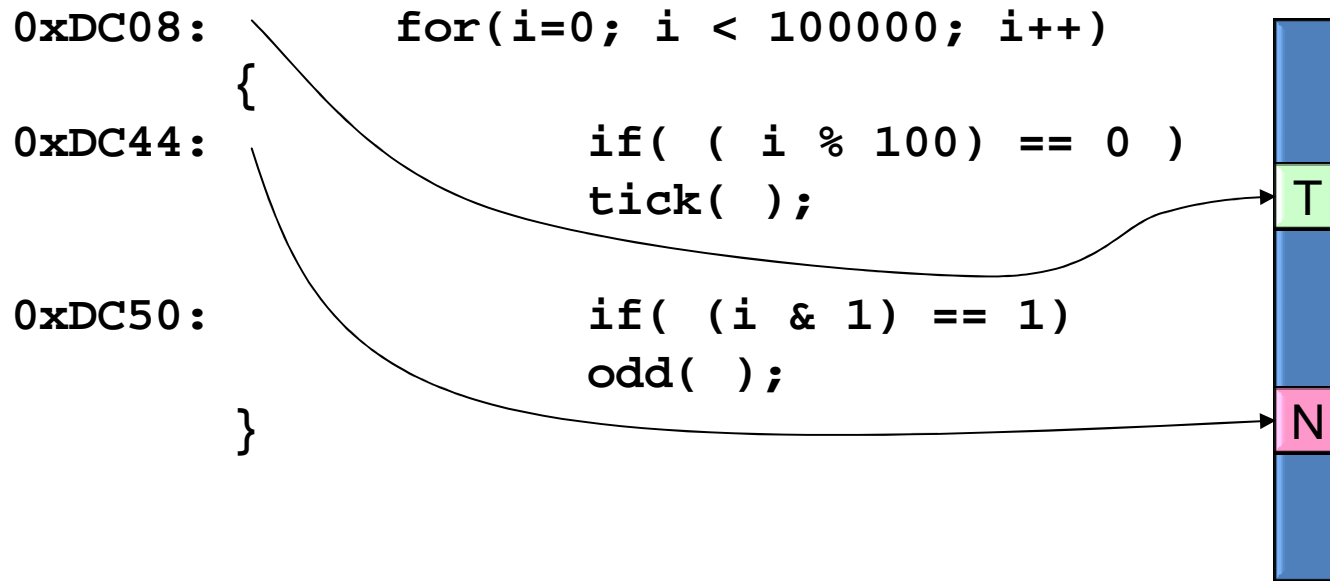 0xDC08: for(i=0; i < 100000; i++)
{
0xDC44: if( ( i % 100) == 0 )
tick( );
T
0xDC50: if( (i & 1) == 1)
odd( );
}
N